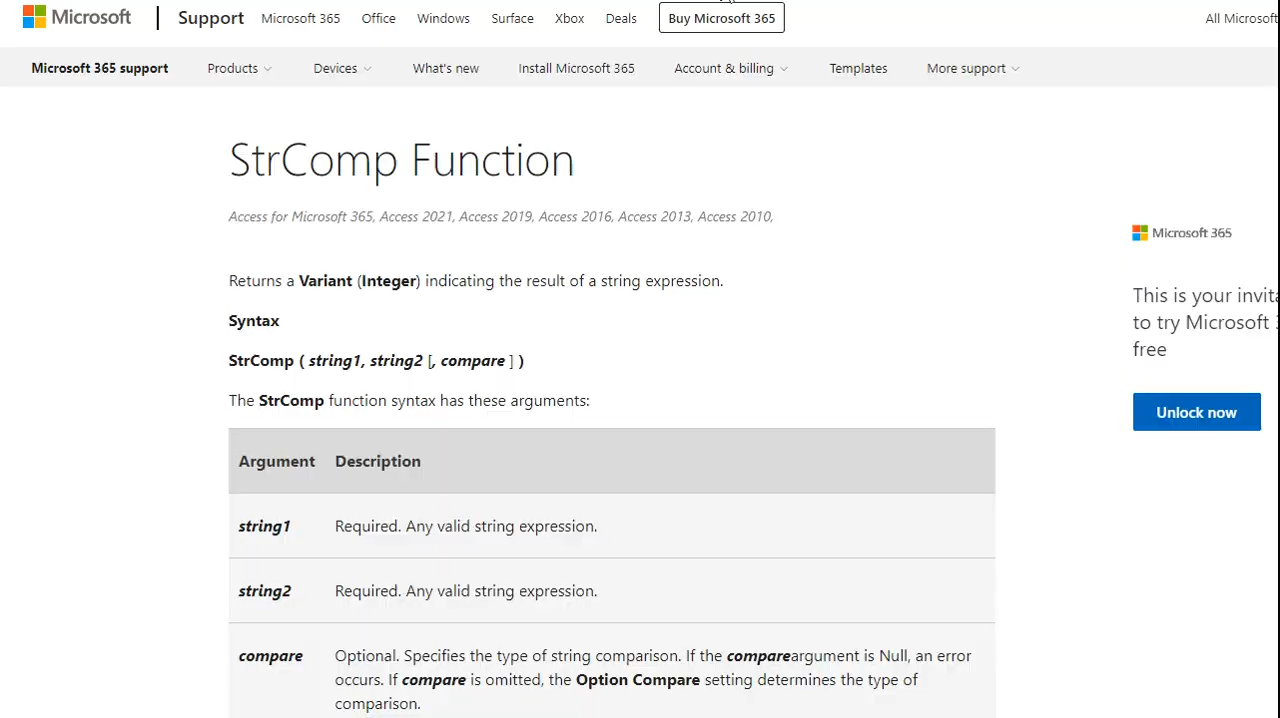 Microsoft | Support Microsoft 365 Office Windows Surface Xbox Deals Buy Microsoft 365 All Microsoft
Microsoft 365 support Products Devices What's new Install Microsoft 365 Account & billing Templates More support
StrComp Function
Access for Microsoft 365, Access 2021, Access 2019, Access 2016, Access 2013, Access 2010,
Microsoft 365
Returns a Variant (Integer) indicating the result of a string expression.
Syntax
StrComp ( string1, string2 [, compare ] )
The StrComp function syntax has these arguments:
This is your invita
to try Microsoft
free
Unlock now
Argument Description
string1 Required. Any valid string expression.
string2 Required. Any valid string expression.
compare Optional. Specifies the type of string comparison. If the compareargument is Null, an error
occurs. If compare is omitted, the Option Compare setting determines the type of
comparison.